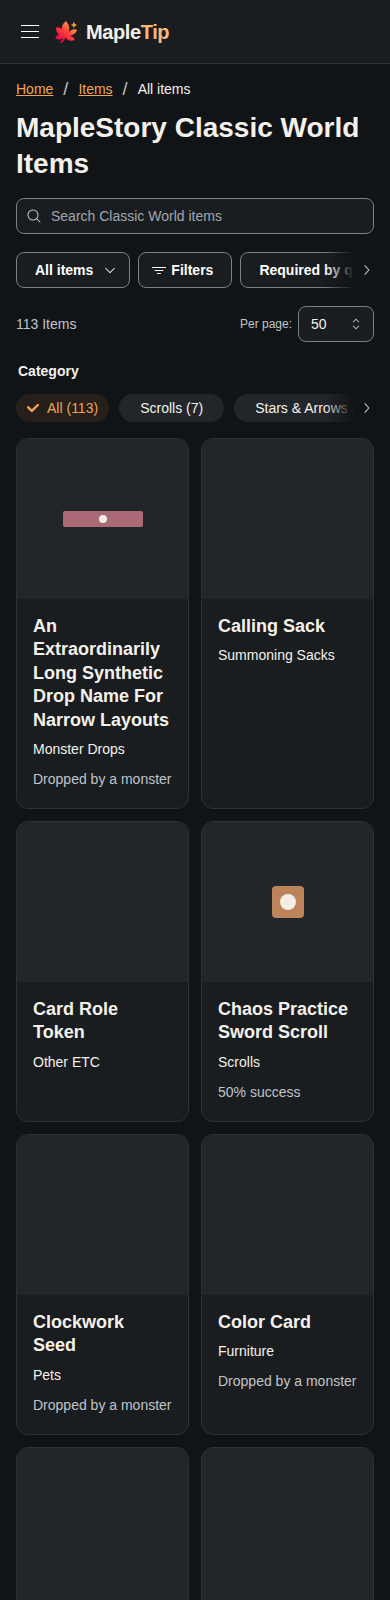 MapleTip
Home / Items / All items
MapleStory Classic World
Items
Search Classic World items
All items
Filters
Required by q
113 Items
Per page: 50
Category
All (113)
Scrolls (7)
Stars & Arrows
An
Extraordinarily
Long Synthetic
Drop Name For
Narrow Layouts
Monster Drops
Dropped by a monster
Calling Sack
Summoning Sacks
Card Role
Token
Other ETC
Chaos Practice
Sword Scroll
Scrolls
50% success
Clockwork
Seed
Pets
Dropped by a monster
Color Card
Furniture
Dropped by a monster